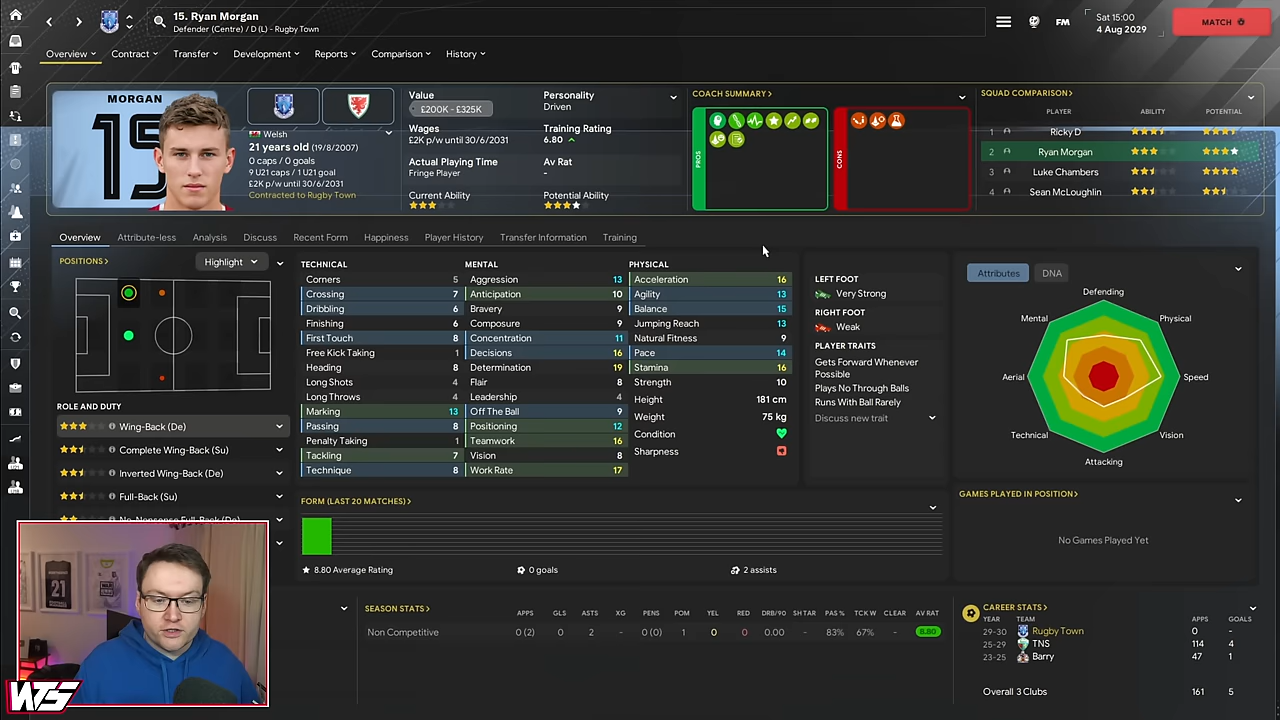 15. Ryan Morgan
Defender (Centre) / D (L) - Rugby Town
FM
Sat 15:00
4 Aug 2029
MATCH
Overview
Contract
Transfer
Development
Reports
Comparison
History
MORGAN
15
Welsh
21 years old (19/8/2007)
0 caps / 0 goals
9 U21 caps / 1 U21 goal
£2K p/w until 30/6/2031
Contracted to Rugby Town
Value
£200K - £325K
Wages
£2K p/w until 30/6/2031
Actual Playing Time
Fringe Player
Current Ability
Personality
Driven
Training Rating
6.80
Av Rat
-
Potential Ability
COACH SUMMARY >
PROS
CONS
SQUAD COMPARISON >
PLAYER ABILITY POTENTIAL
1 Ricky D
2 Ryan Morgan
3 Luke Chambers
4 Sean McLoughlin
Overview
Attribute-less
Analysis
Discuss
Recent Form
Happiness
Player History
Transfer Information
Training
POSITIONS >
Highlight
ROLE AND DUTY
Wing-Back (De)
Complete Wing-Back (Su)
Inverted Wing-Back (De)
Full-Back (Su)
No-Nonsense Full-Back (De)
TECHNICAL
Corners 5
Crossing 7
Dribbling 6
Finishing 6
First Touch 8
Free Kick Taking 1
Heading 8
Long Shots 4
Long Throws 4
Marking 13
Passing 8
Penalty Taking 1
Tackling 7
Technique 8
MENTAL
Aggression 13
Anticipation 10
Bravery 9
Composure 9
Concentration 11
Decisions 16
Determination 19
Flair 8
Leadership 4
Off The Ball 9
Positioning 12
Teamwork 16
Vision 8
Work Rate 17
PHYSICAL
Acceleration 16
Agility 13
Balance 15
Jumping Reach 13
Natural Fitness 9
Pace 14
Stamina 16
Strength 10
Height 181 cm
Weight 75 kg
Condition
Sharpness
LEFT FOOT
Very Strong
RIGHT FOOT
Weak
PLAYER TRAITS
Gets Forward Whenever
Possible
Plays No Through Balls
Runs With Ball Rarely
Discuss new trait
Attributes
DNA
Defending
Physical
Speed
Vision
Attacking
Technical
Aerial
Mental
FORM (LAST 20 MATCHES) >
8.80 Average Rating
0 goals
2 assists
GAMES PLAYED IN POSITION >
No Games Played Yet
SEASON STATS >
APPS GLS ASTS XG PENS POM YEL RED DRB/90 SH TAR PAS % TCK W CLEAR AV RAT
Non Competitive 0 (2) 0 2 - 0 (0) 1 0 0 0.00 - 83% 67% - 8.80
CAREER STATS >
YEAR TEAM APPS GOALS
29-30 Rugby Town 0 -
25-29 TNS 114 4
23-25 Barry 47 1
Overall 3 Clubs 161 5
21
WTS